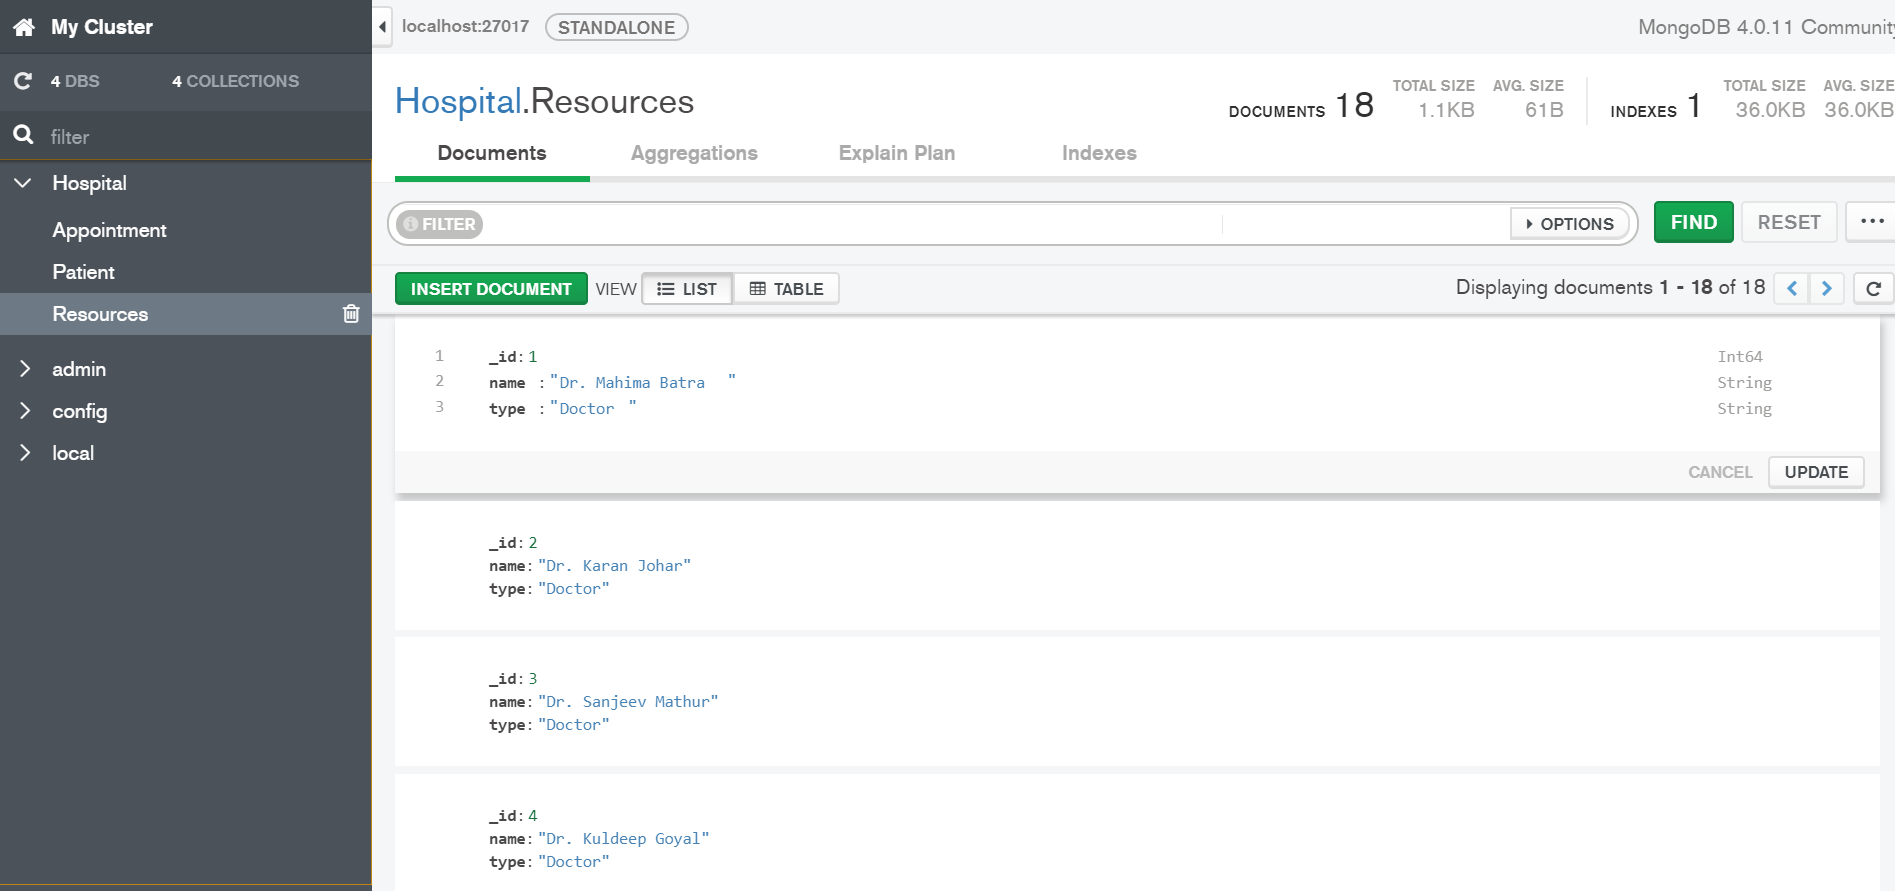 My Cluster
localhost:27017 STANDALONE
MongoDB 4.0.11 Community
4 DBS 4 COLLECTIONS
filter
Hospital
Appointment
Patient
Resources
admin
config
local
Hospital.Resources
DOCUMENTS 18 TOTAL SIZE 1.1KB AVG. SIZE 61B
INDEXES 1 TOTAL SIZE 36.0KB AVG. SIZE 36.0KB
Documents Aggregations Explain Plan Indexes
FILTER OPTIONS FIND RESET ...
INSERT DOCUMENT VIEW LIST TABLE Displaying documents 1 - 18 of 18
1 _id: 1 Int64
2 name : "Dr. Mahima Batra " String
3 type : "Doctor " String
CANCEL UPDATE
_id: 2
name: "Dr. Karan Johar"
type: "Doctor"
_id: 3
name: "Dr. Sanjeev Mathur"
type: "Doctor"
_id: 4
name: "Dr. Kuldeep Goyal"
type: "Doctor"